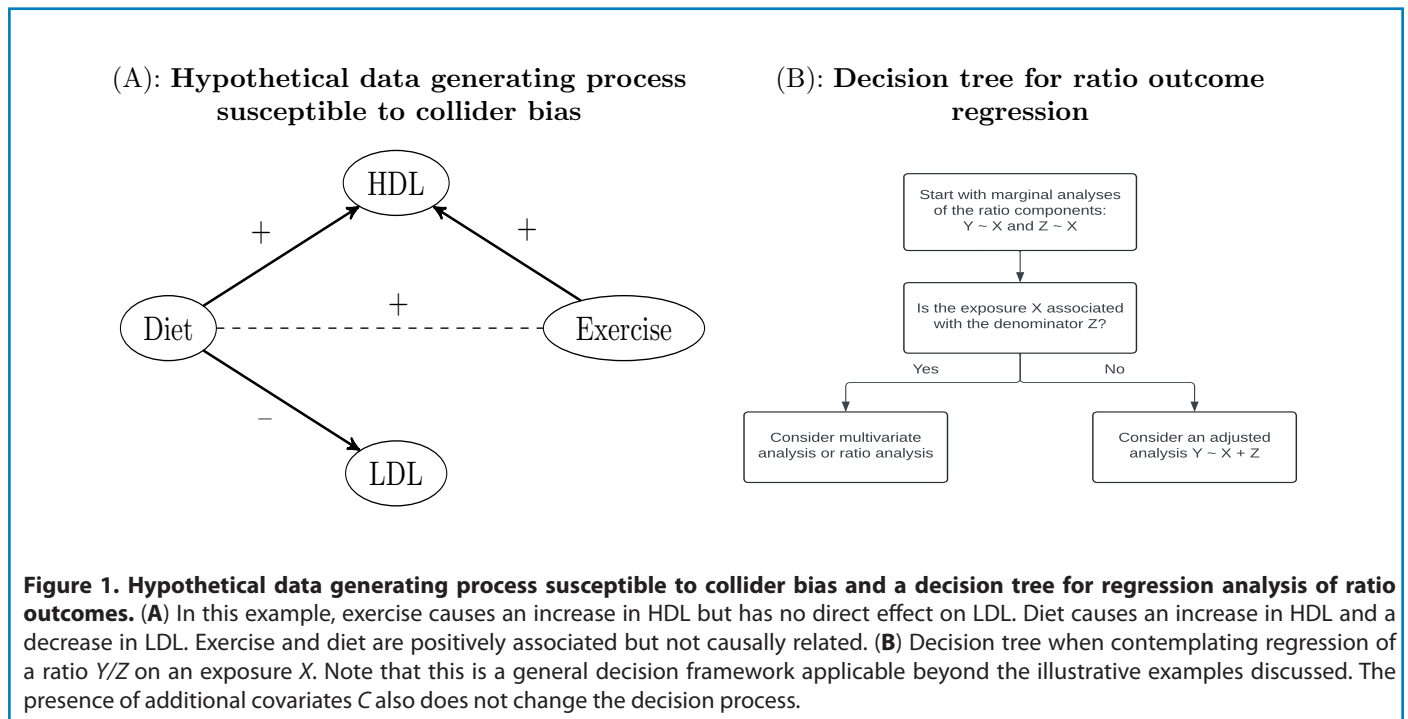 (A): Hypothetical data generating process
susceptible to collider bias
HDL
+
+
+
Diet
Exercise
–
LDL
(B): Decision tree for ratio outcome
regression
Start with marginal analyses
of the ratio components:
Y ~ X and Z ~ X
Is the exposure X associated
with the denominator Z?
Yes
No
Consider multivariate
analysis or ratio analysis
Consider an adjusted
analysis Y ~ X + Z
Figure 1. Hypothetical data generating process susceptible to collider bias and a decision tree for regression analysis of ratio
outcomes. (A) In this example, exercise causes an increase in HDL but has no direct effect on LDL. Diet causes an increase in HDL and a
decrease in LDL. Exercise and diet are positively associated but not causally related. (B) Decision tree when contemplating regression of
a ratio Y/Z on an exposure X. Note that this is a general decision framework applicable beyond the illustrative examples discussed. The
presence of additional covariates C also does not change the decision process.